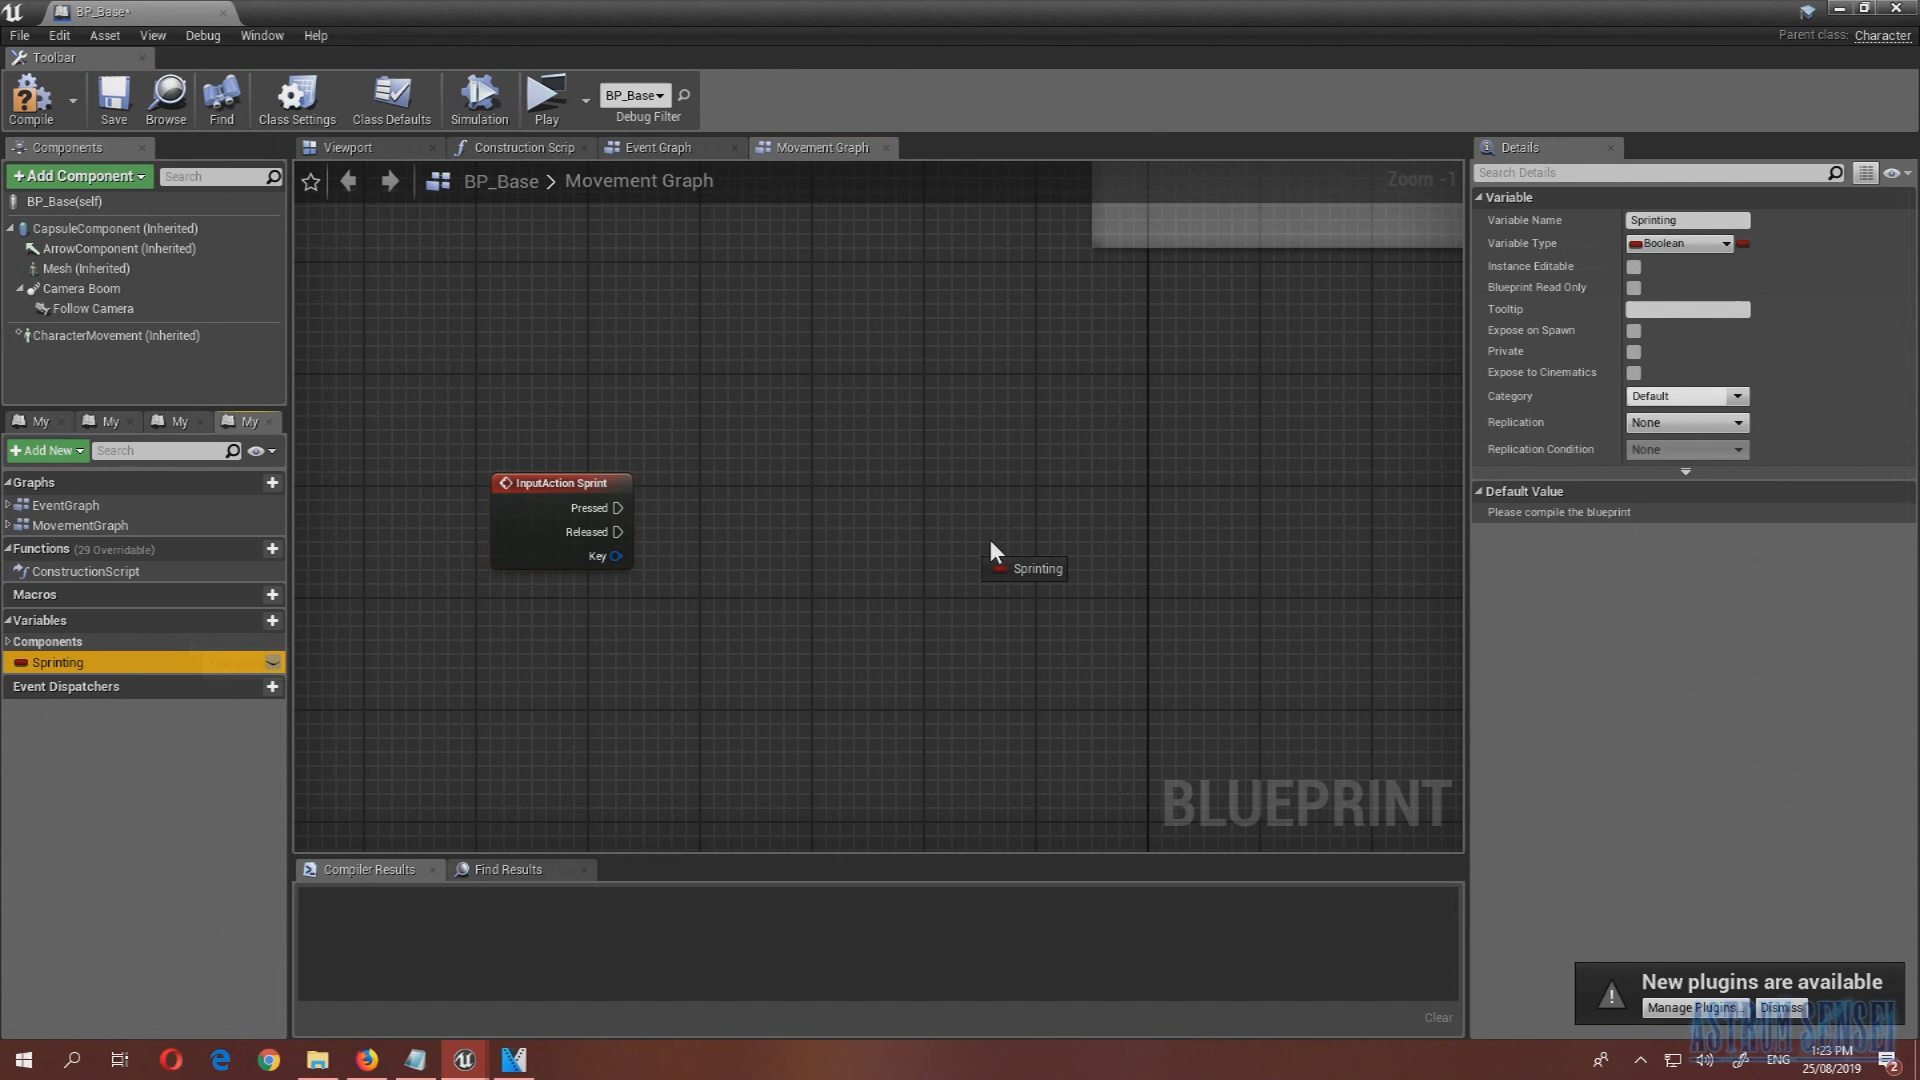 BP_Base*
File Edit Asset View Debug Window Help
Parent class: Character
Toolbar
Compile Save Browse Find Class Settings Class Defaults Simulation Play
BP_Base
Debug Filter
Components
+Add Component
Search
BP_Base(self)
CapsuleComponent (Inherited)
ArrowComponent (Inherited)
Mesh (Inherited)
Camera Boom
Follow Camera
CharacterMovement (Inherited)
My My My My
+Add New
Search
Graphs
EventGraph
MovementGraph
Functions (29 Overridable)
ConstructionScript
Macros
Variables
Components
Sprinting
Event Dispatchers
Viewport Construction Scrip Event Graph Movement Graph
BP_Base > Movement Graph
Zoom -1
InputAction Sprint
Pressed
Released
Key
Sprinting
BLUEPRINT
Compiler Results Find Results
Clear
Details
Search Details
Variable
Variable Name Sprinting
Variable Type Boolean
Instance Editable
Blueprint Read Only
Tooltip
Expose on Spawn
Private
Expose to Cinematics
Category Default
Replication None
Replication Condition None
Default Value
Please compile the blueprint
New plugins are available
Manage Plugins... Dismiss
ASTRUM SENSEI
ENG
1:23 PM
25/08/2019
2